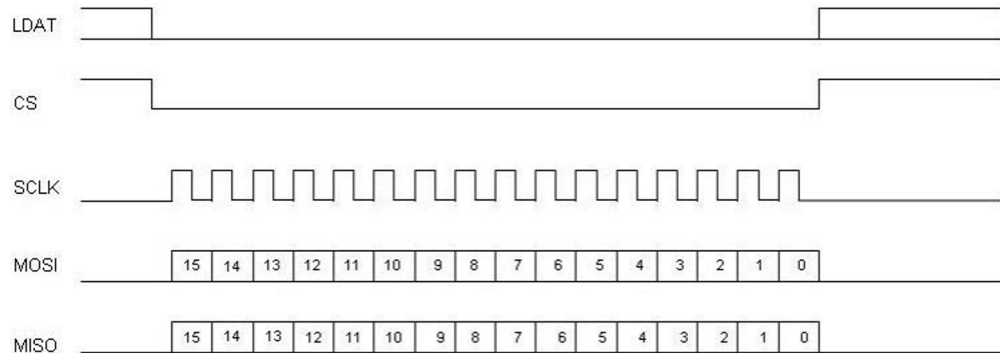 LDAT
CS
SCLK
MOSI 15 14 13 12 11 10 9 8 7 6 5 4 3 2 1 0
MISO 15 14 13 12 11 10 9 8 7 6 5 4 3 2 1 0